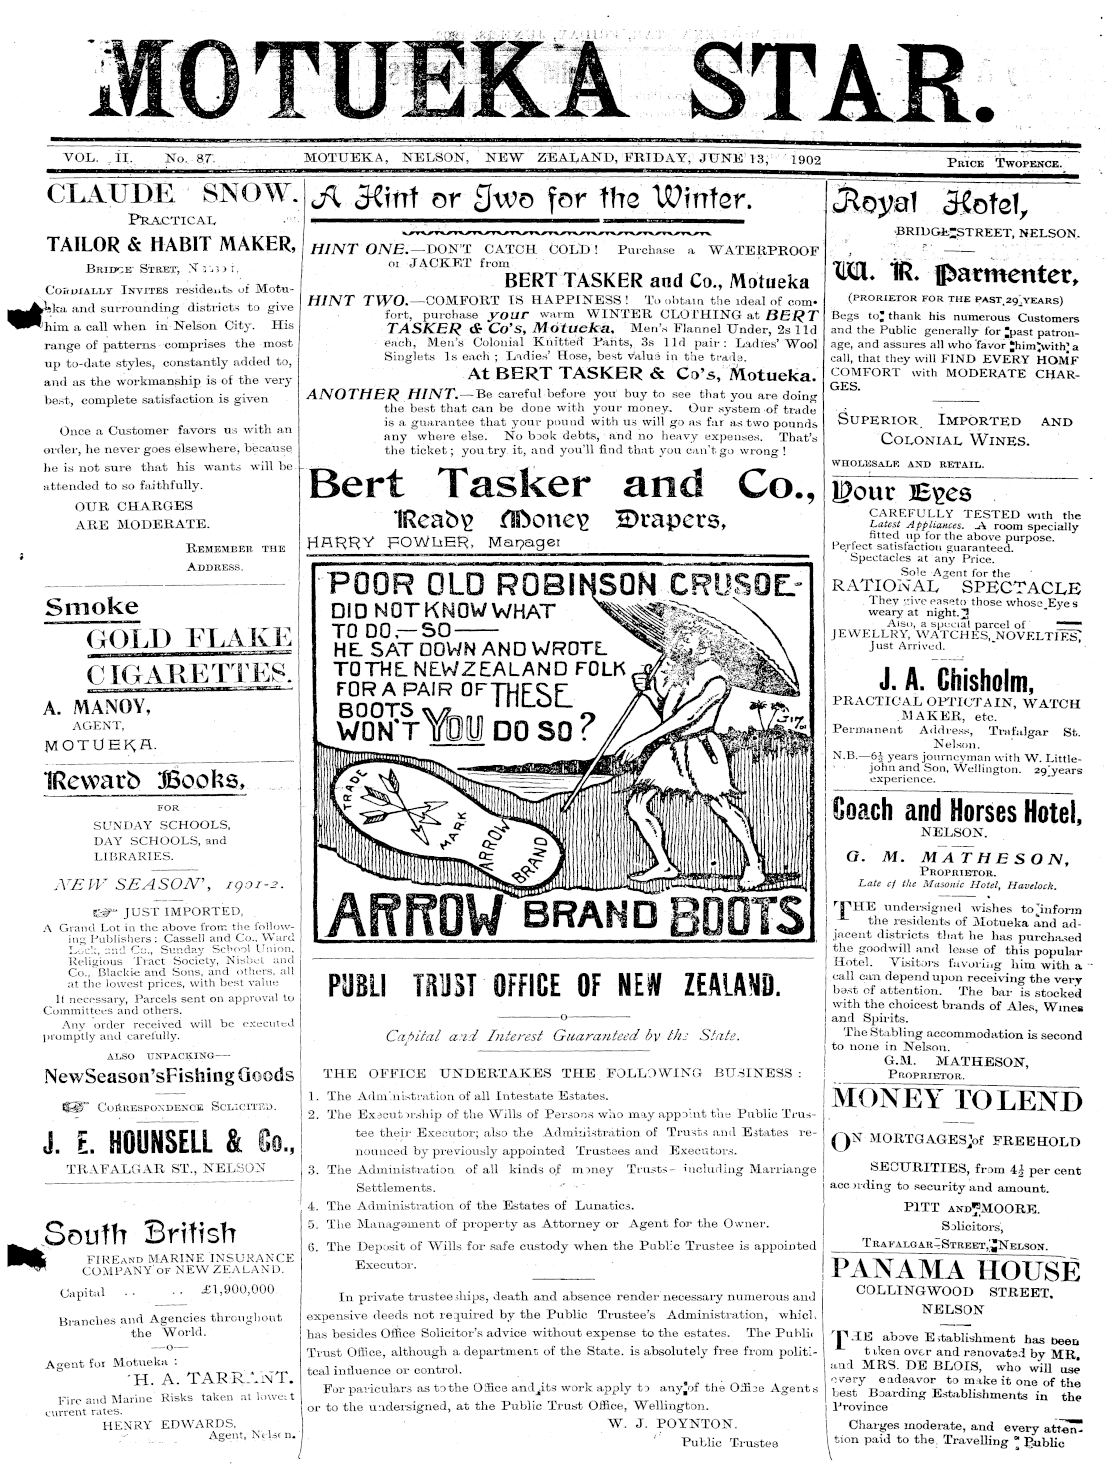 MOTUEKA STAR.
VOL. II. No. 87. MOTUEKA, NELSON, NEW ZEALAND, FRIDAY, JUNE 13, 1902 PRICE TWOPENCE.
CLAUDE SNOW.
PRACTICAL
TAILOR & HABIT MAKER,
BRIDGE STRET,
CORDIALLY INVITES residents of Motu-
eka and surrounding districts to give
him a call when in Nelson City. His
range of patterns comprises the most
up to-date styles, constantly added to,
and as the workmanship is of the very
best, complete satisfaction is given
Once a Customer favors us with an
order, he never goes elsewhere, because
he is not sure that his wants will be
attended to so faithfully.
OUR CHARGES
ARE MODERATE.
REMEMBER THE
ADDRESS.
Smoke
GOLD FLAKE
CIGARETTES.
A. MANOY,
AGENT,
MOTUEKA.
Reward Books,
FOR
SUNDAY SCHOOLS,
DAY SCHOOLS, and
LIBRARIES.
NEW SEASON', 1901-2.
☞ JUST IMPORTED,
A Grand Lot in the above from the follow-
ing Publishers: Cassell and Co., Ward
Lock, and Co., Sunday School Union,
Religious Tract Society, Nisbet and
Co., Blackie and Sons, and others, all
at the lowest prices, with best value
If necessary, Parcels sent on approval to
Committees and others.
Any order received will be executed
promptly and carefully.
ALSO UNPACKING—
New Season's Fishing Goods
☞ CORRESPONDENCE SOLICITED.
J. E. HOUNSELL & Co.,
TRAFALGAR ST., NELSON
South British
FIRE AND MARINE INSURANCE
COMPANY OF NEW ZEALAND.
Capital .. .. £1,900,000
Branches and Agencies throughout
the World.
—o—
Agent for Motueka :
H. A. TARRANT.
Fire and Marine Risks taken at lowest
current rates.
HENRY EDWARDS,
Agent, Nelson.
A Hint or Two for the Winter.
HINT ONE.—DON'T CATCH COLD! Purchase a WATERPROOF
or JACKET from
BERT TASKER and Co., Motueka
HINT TWO.—COMFORT IS HAPPINESS! To obtain the ideal of com-
fort, purchase your warm WINTER CLOTHING at BERT
TASKER & Co's, Motueka. Men's Flannel Under, 2s 11d
each, Men's Colonial Knitted Pants, 3s 11d pair: Ladies' Wool
Singlets 1s each; Ladies' Hose, best value in the trade.
At BERT TASKER & Co's, Motueka.
ANOTHER HINT.—Be careful before you buy to see that you are doing
the best that can be done with your money. Our system of trade
is a guarantee that your pound with us will go as far as two pounds
any where else. No book debts, and no heavy expenses. That's
the ticket; you try it, and you'll find that you can't go wrong!
Bert Tasker and Co.,
Ready Money Drapers,
HARRY FOWLER, Manager
POOR OLD ROBINSON CRUSOE-
DID NOT KNOW WHAT
TO DO.— SO—
HE SAT DOWN AND WROTE
TO THE NEW ZEALAND FOLK
FOR A PAIR OF THESE
BOOTS
WON'T YOU DO SO?
TRADE
MARK
ARROW
BRAND
ARROW BRAND BOOTS
PUBLI TRUST OFFICE OF NEW ZEALAND.
—o—
Capital and Interest Guaranteed by the State.
THE OFFICE UNDERTAKES THE FOLLOWING BUSINESS :
1. The Administration of all Intestate Estates.
2. The Executorship of the Wills of Persons who may appoint the Public Trus-
tee their Executor; also the Administration of Trusts and Estates re-
nounced by previously appointed Trustees and Executors.
3. The Administration of all kinds of money Trusts- including Marriange
Settlements.
4. The Administration of the Estates of Lunatics.
5. The Management of property as Attorney or Agent for the Owner.
6. The Deposit of Wills for safe custody when the Public Trustee is appointed
Executor.
In private trusteeships, death and absence render necessary numerous and
expensive deeds not required by the Public Trustee's Administration, which
has besides Office Solicitor's advice without expense to the estates. The Public
Trust Office, although a department of the State. is absolutely free from politi-
teal influence or control.
For paticulars as to the Office and its work apply to any of the Office Agents
or to the undersigned, at the Public Trust Office, Wellington.
W. J. POYNTON.
Public Trustee
Royal Hotel,
BRIDGE STREET, NELSON.
W. R. Parmenter,
(PRORIETOR FOR THE PAST 29 YEARS)
Begs to thank his numerous Customers
and the Public generally for past patron-
age, and assures all who favor him with a
call, that they will FIND EVERY HOME
COMFORT with MODERATE CHAR-
GES.
SUPERIOR IMPORTED AND
COLONIAL WINES.
WHOLESALE AND RETAIL.
Your Eyes
CAREFULLY TESTED with the
Latest Appliances. A room specially
fitted up for the above purpose.
Perfect satisfaction guaranteed.
Spectacles at any Price.
Sole Agent for the
RATIONAL SPECTACLE
They give ease to those whose Eyes
weary at night.
Also, a special parcel of
JEWELLRY, WATCHES, NOVELTIES,
Just Arrived.
J. A. Chisholm,
PRACTICAL OPTICTAIN, WATCH
MAKER, etc.
Permanent Address, Trafalgar St.
Nelson.
N.B.—6½ years journeyman with W. Little-
john and Son, Wellington. 29 years
experience.
Coach and Horses Hotel,
NELSON.
G. M. MATHESON,
PROPRIETOR.
Late of the Masonic Hotel, Havelock.
THE undersigned wishes to inform
the residents of Motueka and ad-
jacent districts that he has purchased
the goodwill and lease of this popular
Hotel. Visitors favoring him with a
call can depend upon receiving the very
best of attention. The bar is stocked
with the choicest brands of Ales, Wines
and Spirits.
The Stabling accommodation is second
to none in Nelson.
G.M. MATHESON,
PROPRIETOR.
MONEY TO LEND
ON MORTGAGES of FREEHOLD
SECURITIES, from 4½ per cent
according to security and amount.
PITT AND MOORE.
Solicitors,
TRAFALGAR-STREET, NELSON.
PANAMA HOUSE
COLLINGWOOD STREET,
NELSON
THE above Establishment has been
taken over and renovated by MR.
and MRS. DE BLOIS, who will use
every endeavor to make it one of the
best Boarding Establishments in the
Province
Charges moderate, and every atten-
tion paid to the Travelling Public